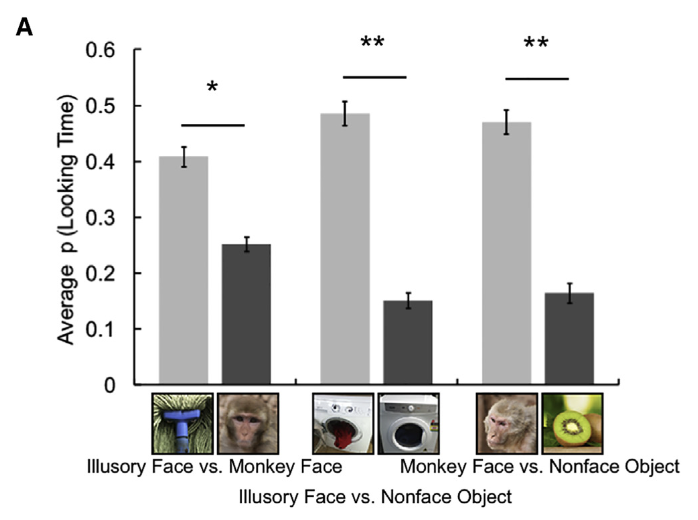 A
Average p (Looking Time)
0.6
0.5
0.4
0.3
0.2
0.1
0
*
**
**
Illusory Face vs. Monkey Face
Monkey Face vs. Nonface Object
Illusory Face vs. Nonface Object